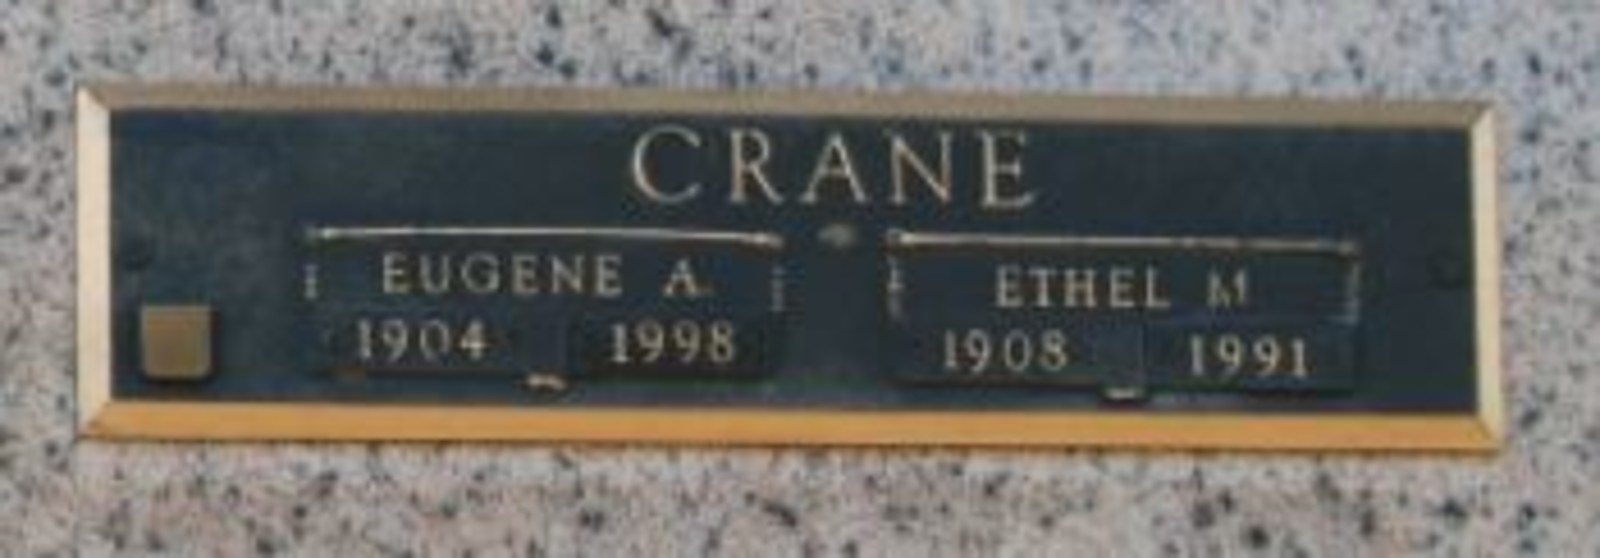 CRANE
EUGENE A. ETHEL M
1904 1998 1908 1991